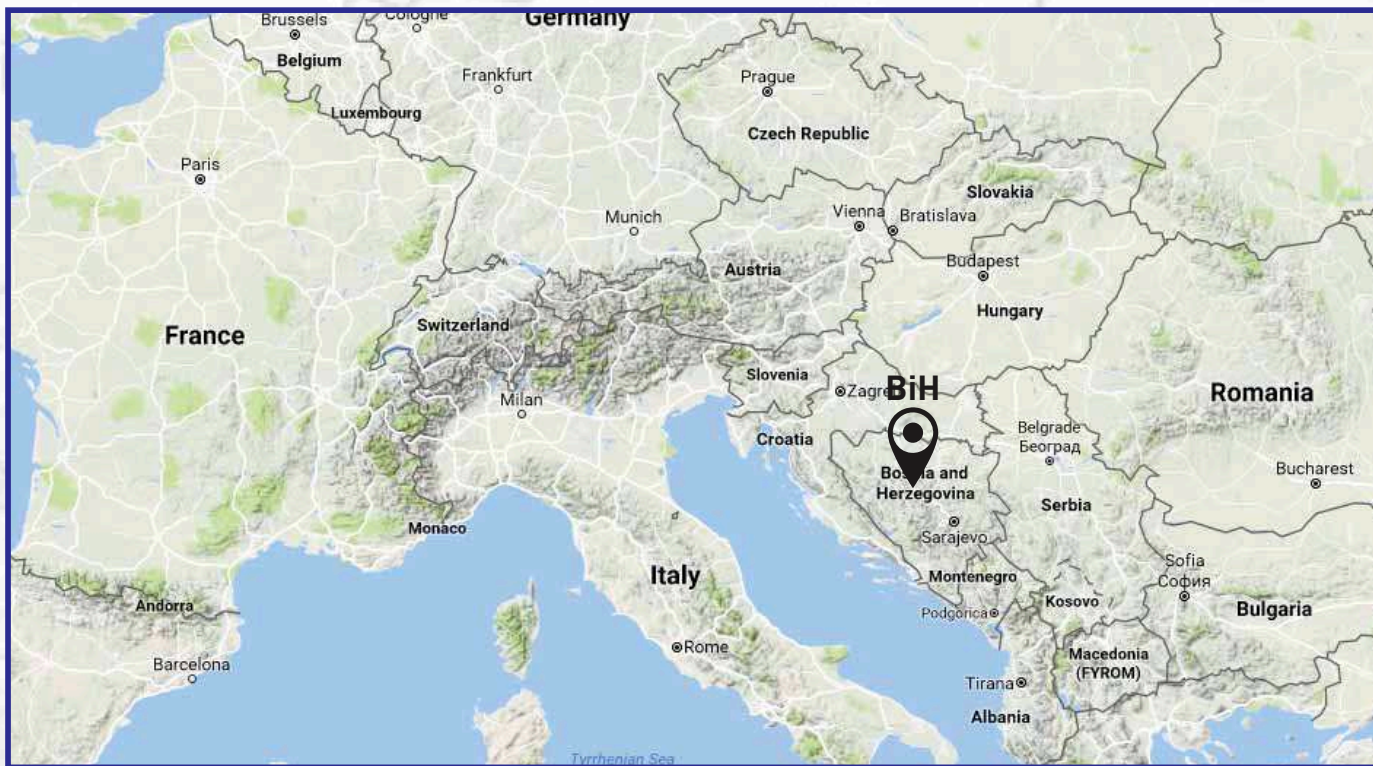 Brussels
Cologne
Germany
Belgium
Frankfurt
Prague
Luxembourg
Czech Republic
Paris
Slovakia
Munich
Vienna
Bratislava
Austria
Budapest
Hungary
France
Switzerland
Slovenia
BiH
Zagre
Romania
Milan
Croatia
Belgrade
Београд
Bucharest
Bosnia and
Herzegovina
Serbia
Monaco
Sarajevo
Sofia
София
Italy
Montenegro
Andorra
Kosovo
Bulgaria
Podgorica
Rome
Barcelona
Macedonia
(FYROM)
Tirana
Albania
Tyrrhenian Sea